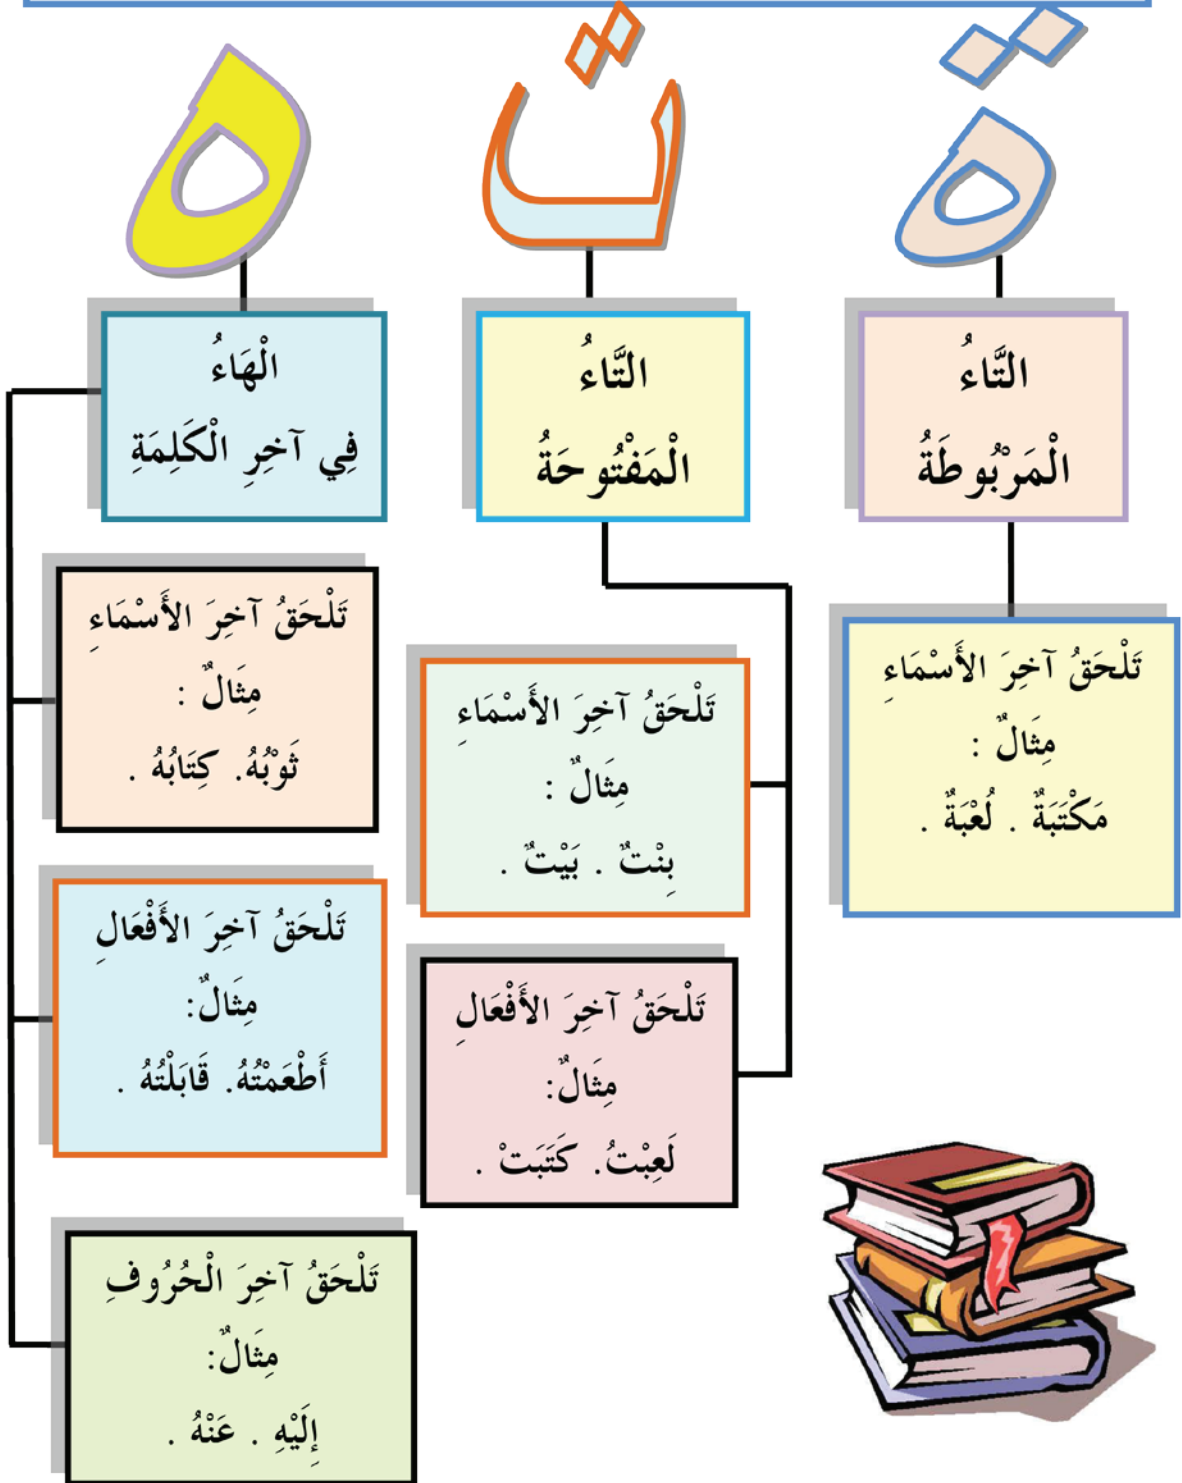 ة
ت
ه
التَّاءُ
الْمَرْبُوطَةُ
التَّاءُ
الْمَفْتُوحَةُ
الْهَاءُ
فِي آخِرِ الْكَلِمَةِ
تَلْحَقُ آخِرَ الأَسْمَاءِ
مِثَالٌ :
مَكْتَبَةٌ . لُعْبَةٌ .
تَلْحَقُ آخِرَ الأَسْمَاءِ
مِثَالٌ :
بِنْتٌ . بَيْتٌ .
تَلْحَقُ آخِرَ الأَفْعَالِ
مِثَالٌ:
لَعِبْتُ. كَتَبَتْ .
تَلْحَقُ آخِرَ الأَسْمَاءِ
مِثَالٌ :
ثَوْبُهُ. كِتَابُهُ .
تَلْحَقُ آخِرَ الأَفْعَالِ
مِثَالٌ:
أَطْعَمْتُهُ. قَابَلْتُهُ .
تَلْحَقُ آخِرَ الْحُرُوفِ
مِثَالٌ:
إِلَيْهِ . عَنْهُ .